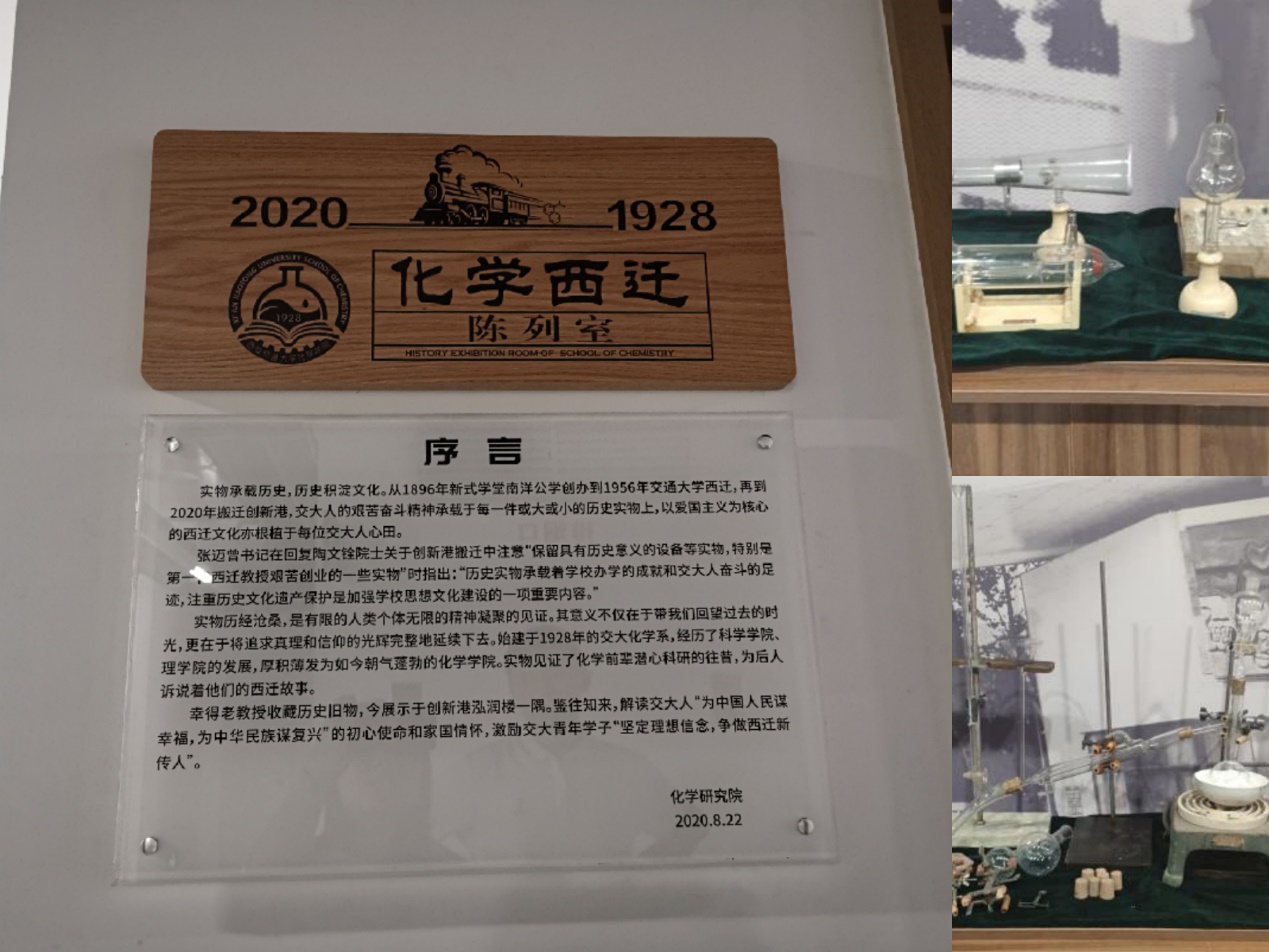 2020 1928
XI'AN JIAOTONG UNIVERSITY SCHOOL OF CHEMISTRY
1928
化学西迁
陈列室
HISTORY EXHIBITION ROOM OF SCHOOL OF CHEMISTRY
序言
实物承载历史，历史积淀文化。从1896年新式学堂南洋公学创办到1956年交通大学西迁，再到
2020年搬迁创新港，交大人的艰苦奋斗精神承载于每一件或大或小的历史实物上，以爱国主义为核心
的西迁文化亦根植于每位交大人心田。
张迈曾书记在回复陶文铨院士关于创新港搬迁中注意“保留具有历史意义的设备等实物，特别是
第一 西迁教授艰苦创业的一些实物”时指出：“历史实物承载着学校办学的成就和交大人奋斗的足
迹，注重历史文化遗产保护是加强学校思想文化建设的一项重要内容。”
实物历经沧桑，是有限的人类个体无限的精神凝聚的见证。其意义不仅在于带我们回望过去的时
光，更在于将追求真理和信仰的光辉完整地延续下去。始建于1928年的交大化学系，经历了科学学院、
理学院的发展，厚积薄发为如今朝气蓬勃的化学学院。实物见证了化学前辈潜心科研的往昔，为后人
诉说着他们的西迁故事。
幸得老教授收藏历史旧物，今展示于创新港泓润楼一隅。鉴往知来，解读交大人“为中国人民谋
幸福，为中华民族谋复兴”的初心使命和家国情怀，激励交大青年学子“坚定理想信念，争做西迁新
传人”。
化学研究院
2020.8.22